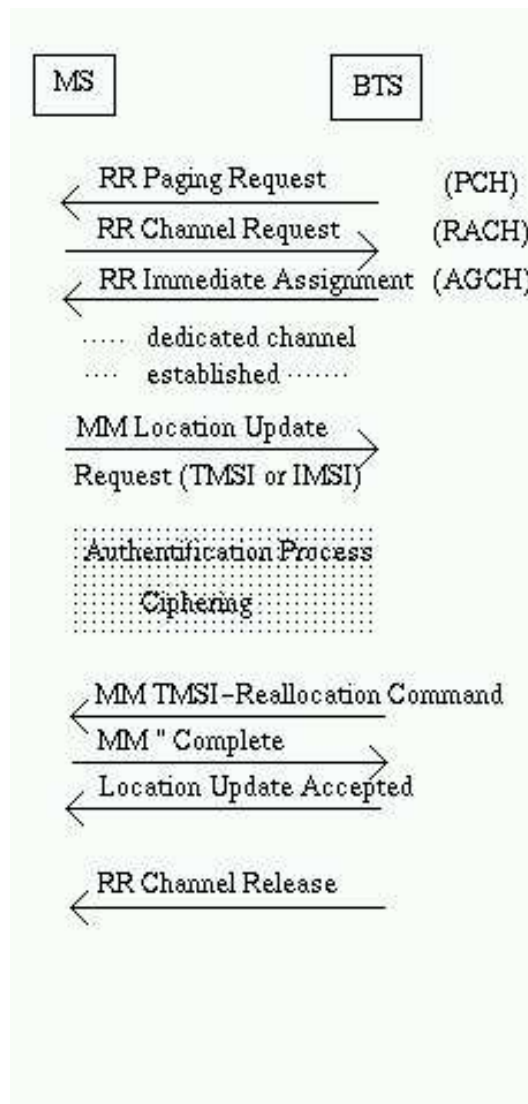 MS
BTS
RR Paging Request (PCH)
RR Channel Request (RACH)
RR Immediate Assignment (AGCH)
..... dedicated channel
.... established .......
MM Location Update
Request (TMSI or IMSI)
Authentification Process
Ciphering
MM TMSI-Reallocation Command
MM " Complete
Location Update Accepted
RR Channel Release